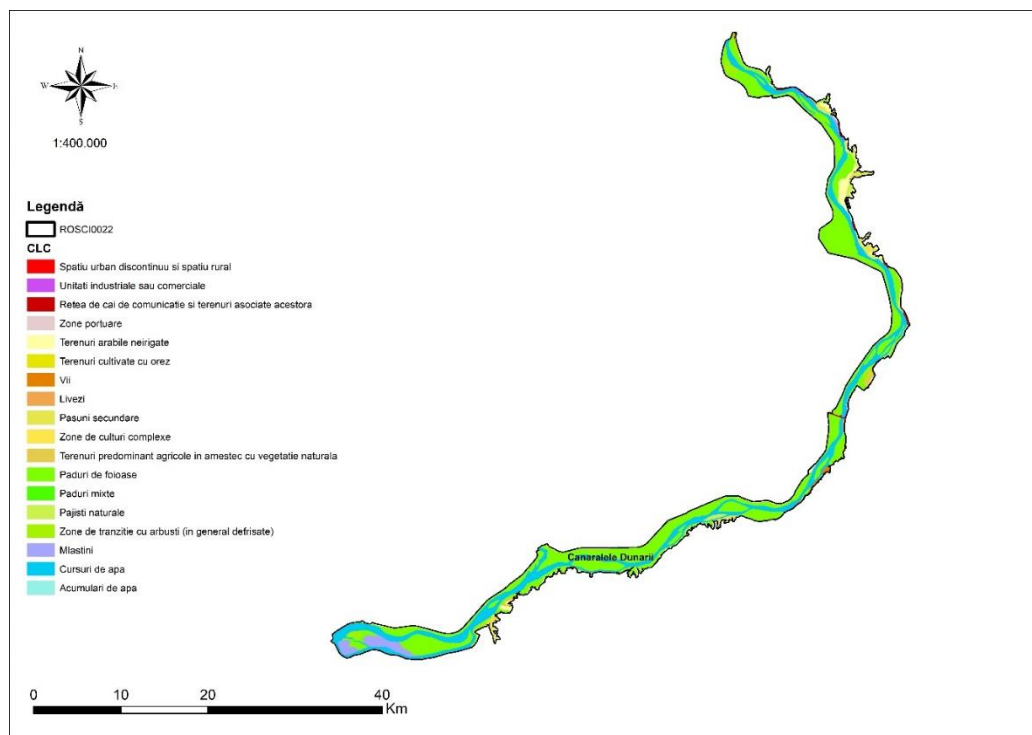 N
W
E
S
1:400.000
Legendă
ROSCI0022
CLC
Spatiu urban discontinuu si spatiu rural
Unitati industriale sau comerciale
Retea de cai de comunicatie si terenuri asociate acestora
Zone portuare
Terenuri arabile neirigate
Terenuri cultivate cu orez
Vii
Livezi
Pasuni secundare
Zone de culturi complexe
Terenuri predominant agricole in amestec cu vegetatie naturala
Paduri de foioase
Paduri mixte
Pajisti naturale
Zone de tranzitie cu arbusti (in general defrisate)
Mlastini
Cursuri de apa
Acumulari de apa
Canaralele Dunarii
0 10 20 40
Km